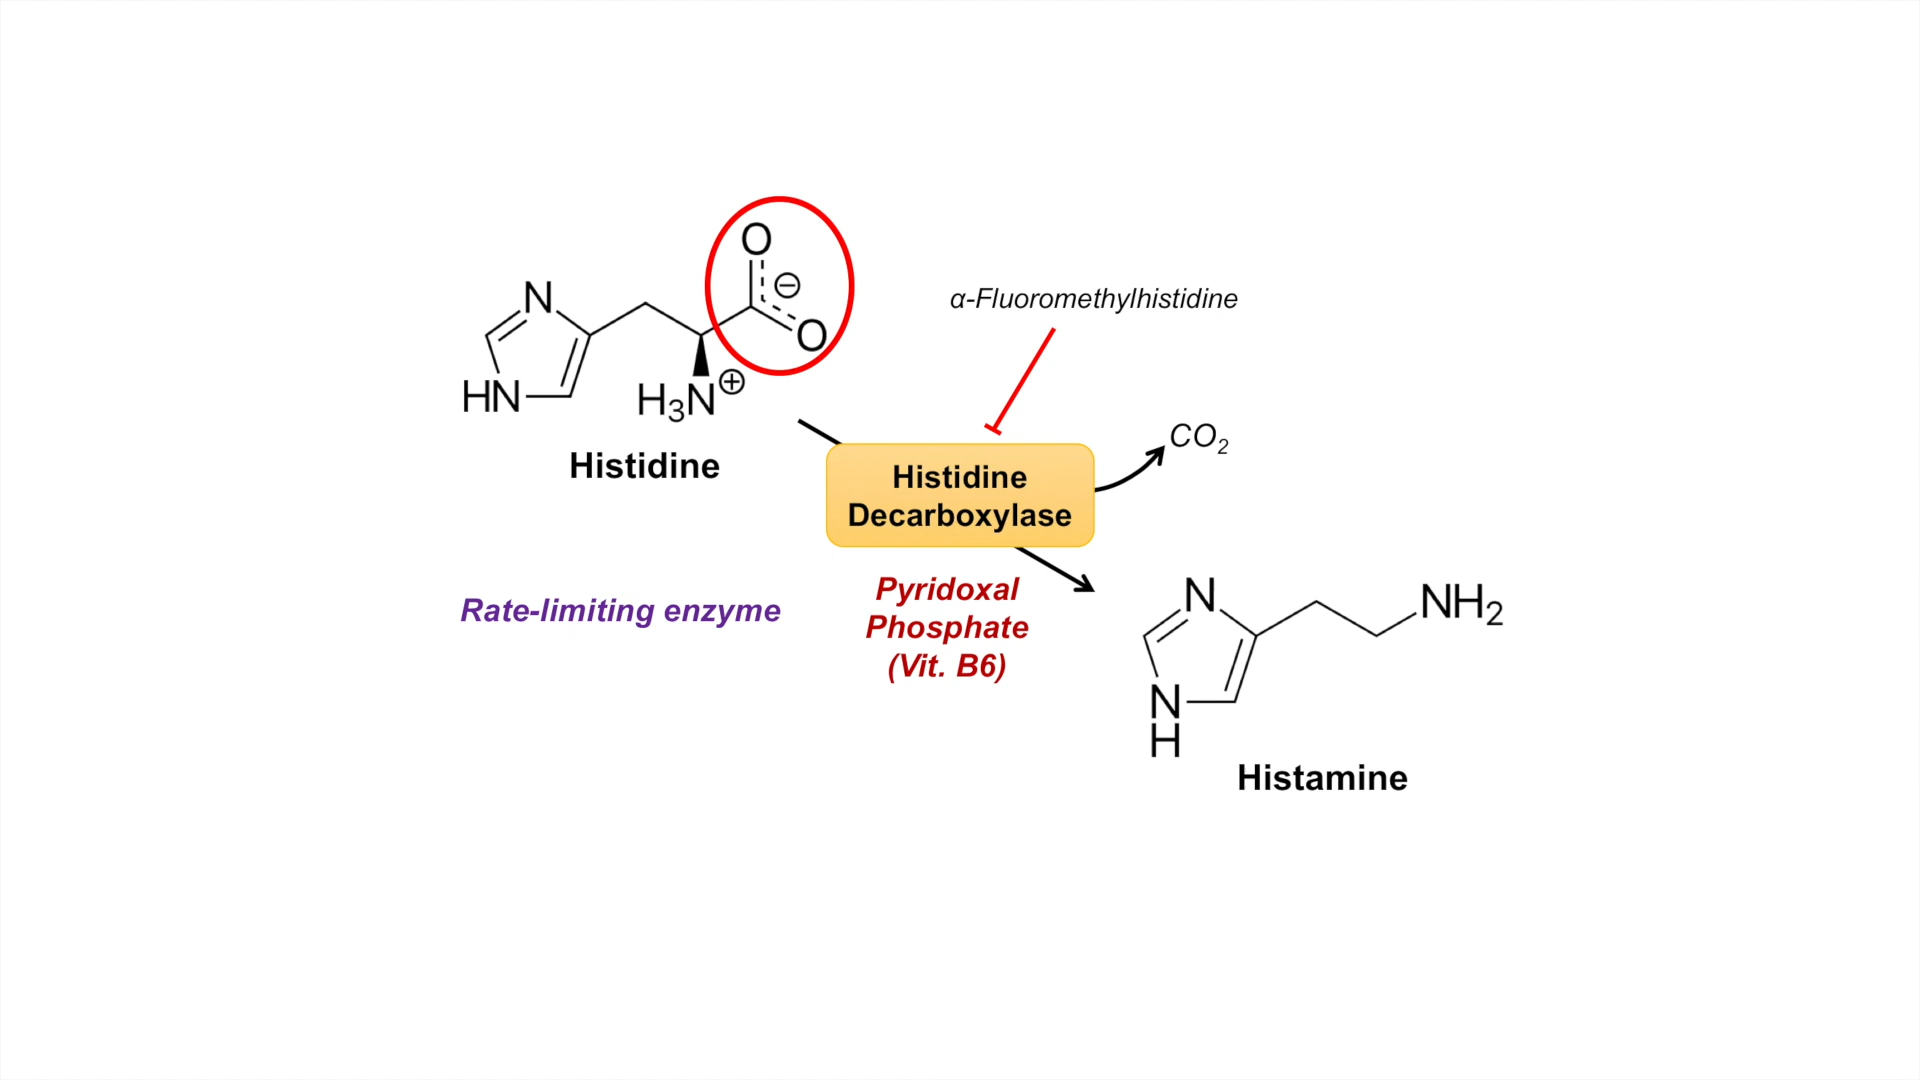 O
O
⊖
N
HN
H₃N⊕
Histidine
α-Fluoromethylhistidine
CO₂
Histidine
Decarboxylase
Rate-limiting enzyme
Pyridoxal
Phosphate
(Vit. B6)
N
NH₂
N
H
Histamine